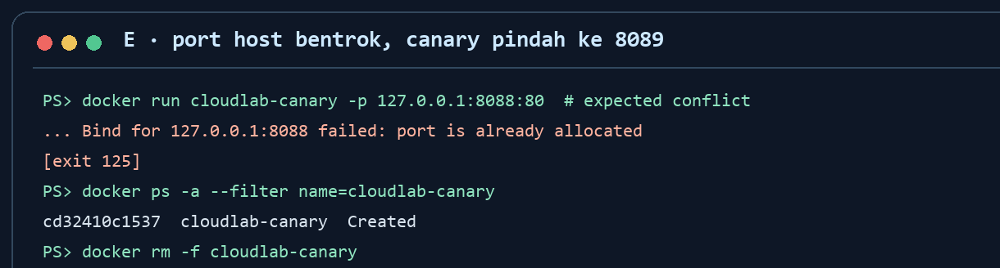 E · port host bentrok, canary pindah ke 8089
PS> docker run cloudlab-canary -p 127.0.0.1:8088:80  # expected conflict
... Bind for 127.0.0.1:8088 failed: port is already allocated
[exit 125]
PS> docker ps -a --filter name=cloudlab-canary
cd32410c1537  cloudlab-canary  Created
PS> docker rm -f cloudlab-canary